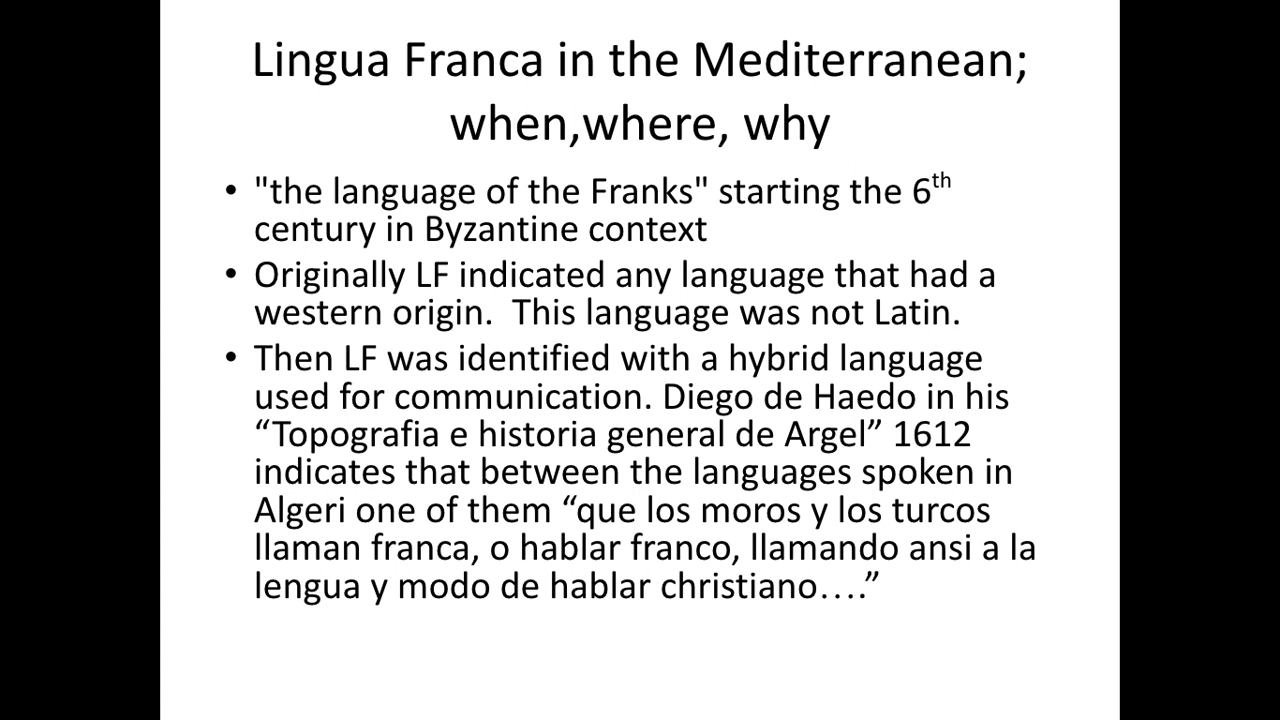 Lingua Franca in the Mediterranean;
when,where, why
• "the language of the Franks" starting the 6th
century in Byzantine context
• Originally LF indicated any language that had a
western origin.  This language was not Latin.
• Then LF was identified with a hybrid language
used for communication. Diego de Haedo in his
“Topografia e historia general de Argel” 1612
indicates that between the languages spoken in
Algeri one of them “que los moros y los turcos
llaman franca, o hablar franco, llamando ansi a la
lengua y modo de hablar christiano….”